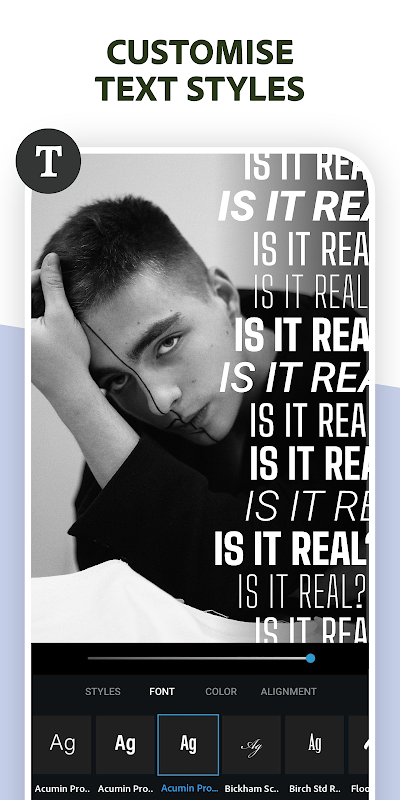 CUSTOMISE
TEXT STYLES
T
IS IT REA
IS IT REA
IS IT REA
IS IT REAL
IS IT REA
IS IT REA
IS IT REA
IS IT REA
IS IT RE
IS IT REAL?
IS IT REAL?
IS IT REA
STYLES FONT COLOR ALIGNMENT
Ag Ag Ag Ag Ag
Acumin Pro.. Acumin Pro.. Acumin Pro... Bickham Sc.. Birch Std R.. Floo